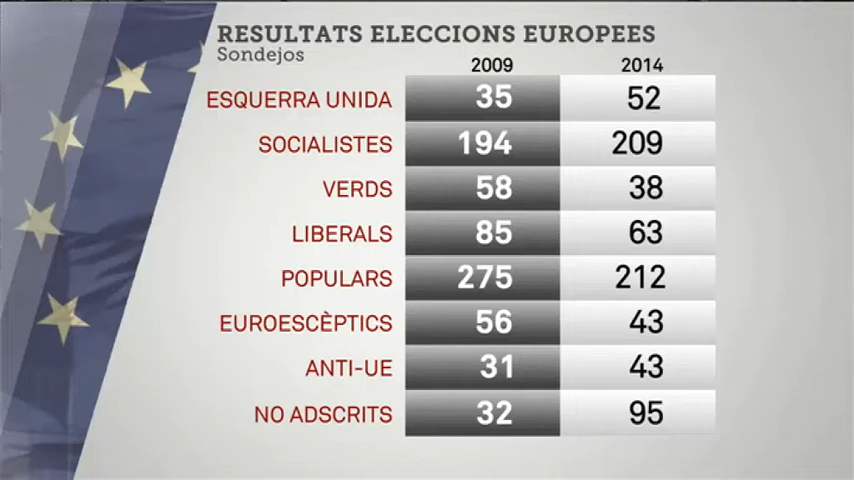 RESULTATS ELECCIONS EUROPEES
Sondejos
2009 2014
ESQUERRA UNIDA 35 52
SOCIALISTES 194 209
VERDS 58 38
LIBERALS 85 63
POPULARS 275 212
EUROESCÈPTICS 56 43
ANTI-UE 31 43
NO ADSCRITS 32 95